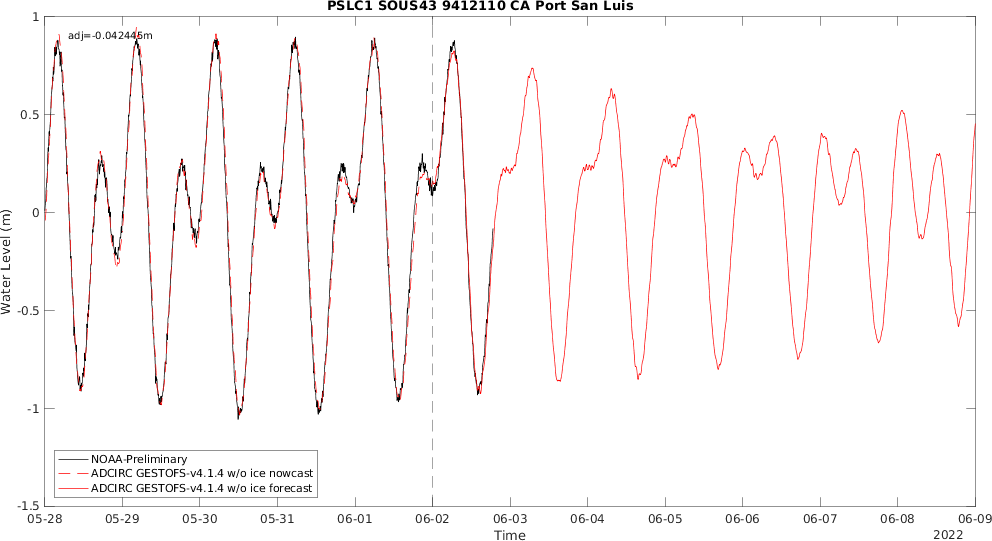 PSLC1 SOUS43 9412110 CA Port San Luis
adj=-0.042445m
Water Level (m)
1
0.5
0
-0.5
-1
-1.5
NOAA-Preliminary
ADCIRC GESTOFS-v4.1.4 w/o ice nowcast
ADCIRC GESTOFS-v4.1.4 w/o ice forecast
05-28 05-29 05-30 05-31 06-01 06-02 06-03 06-04 06-05 06-06 06-07 06-08 06-09
Time
2022